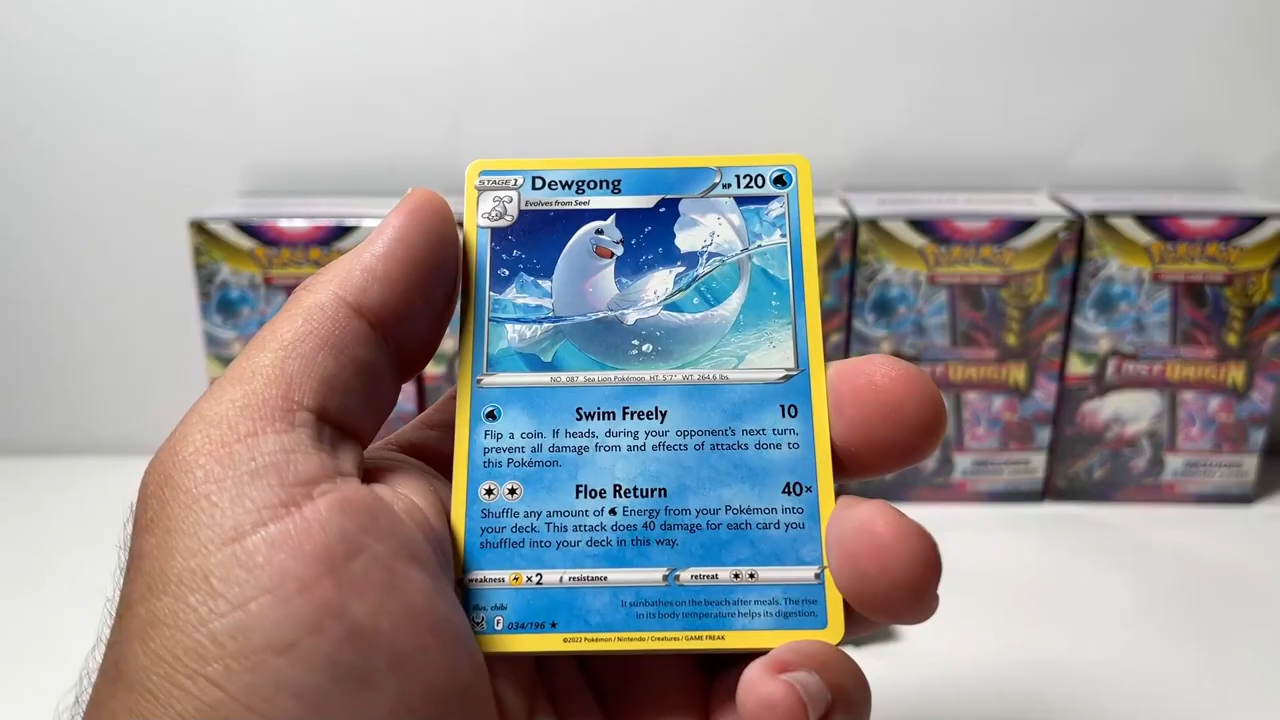 STAGE 1
Dewgong
HP 120
Evolves from Seel
NO. 087 Sea Lion Pokémon HT: 5'7" WT: 264.6 lbs.
Swim Freely 10
Flip a coin. If heads, during your opponent's next turn,
prevent all damage from and effects of attacks done to
this Pokémon.
Floe Return 40×
Shuffle any amount of Energy from your Pokémon into
your deck. This attack does 40 damage for each card you
shuffled into your deck in this way.
weakness ×2 resistance retreat
illus. chibi
It sunbathes on the beach after meals. The rise
in its body temperature helps its digestion.
F 034/196 ★
©2022 Pokémon / Nintendo / Creatures / GAME FREAK
POKÉMON
POKÉMON
POKÉMON
LOST ORIGIN
LOST ORIGIN